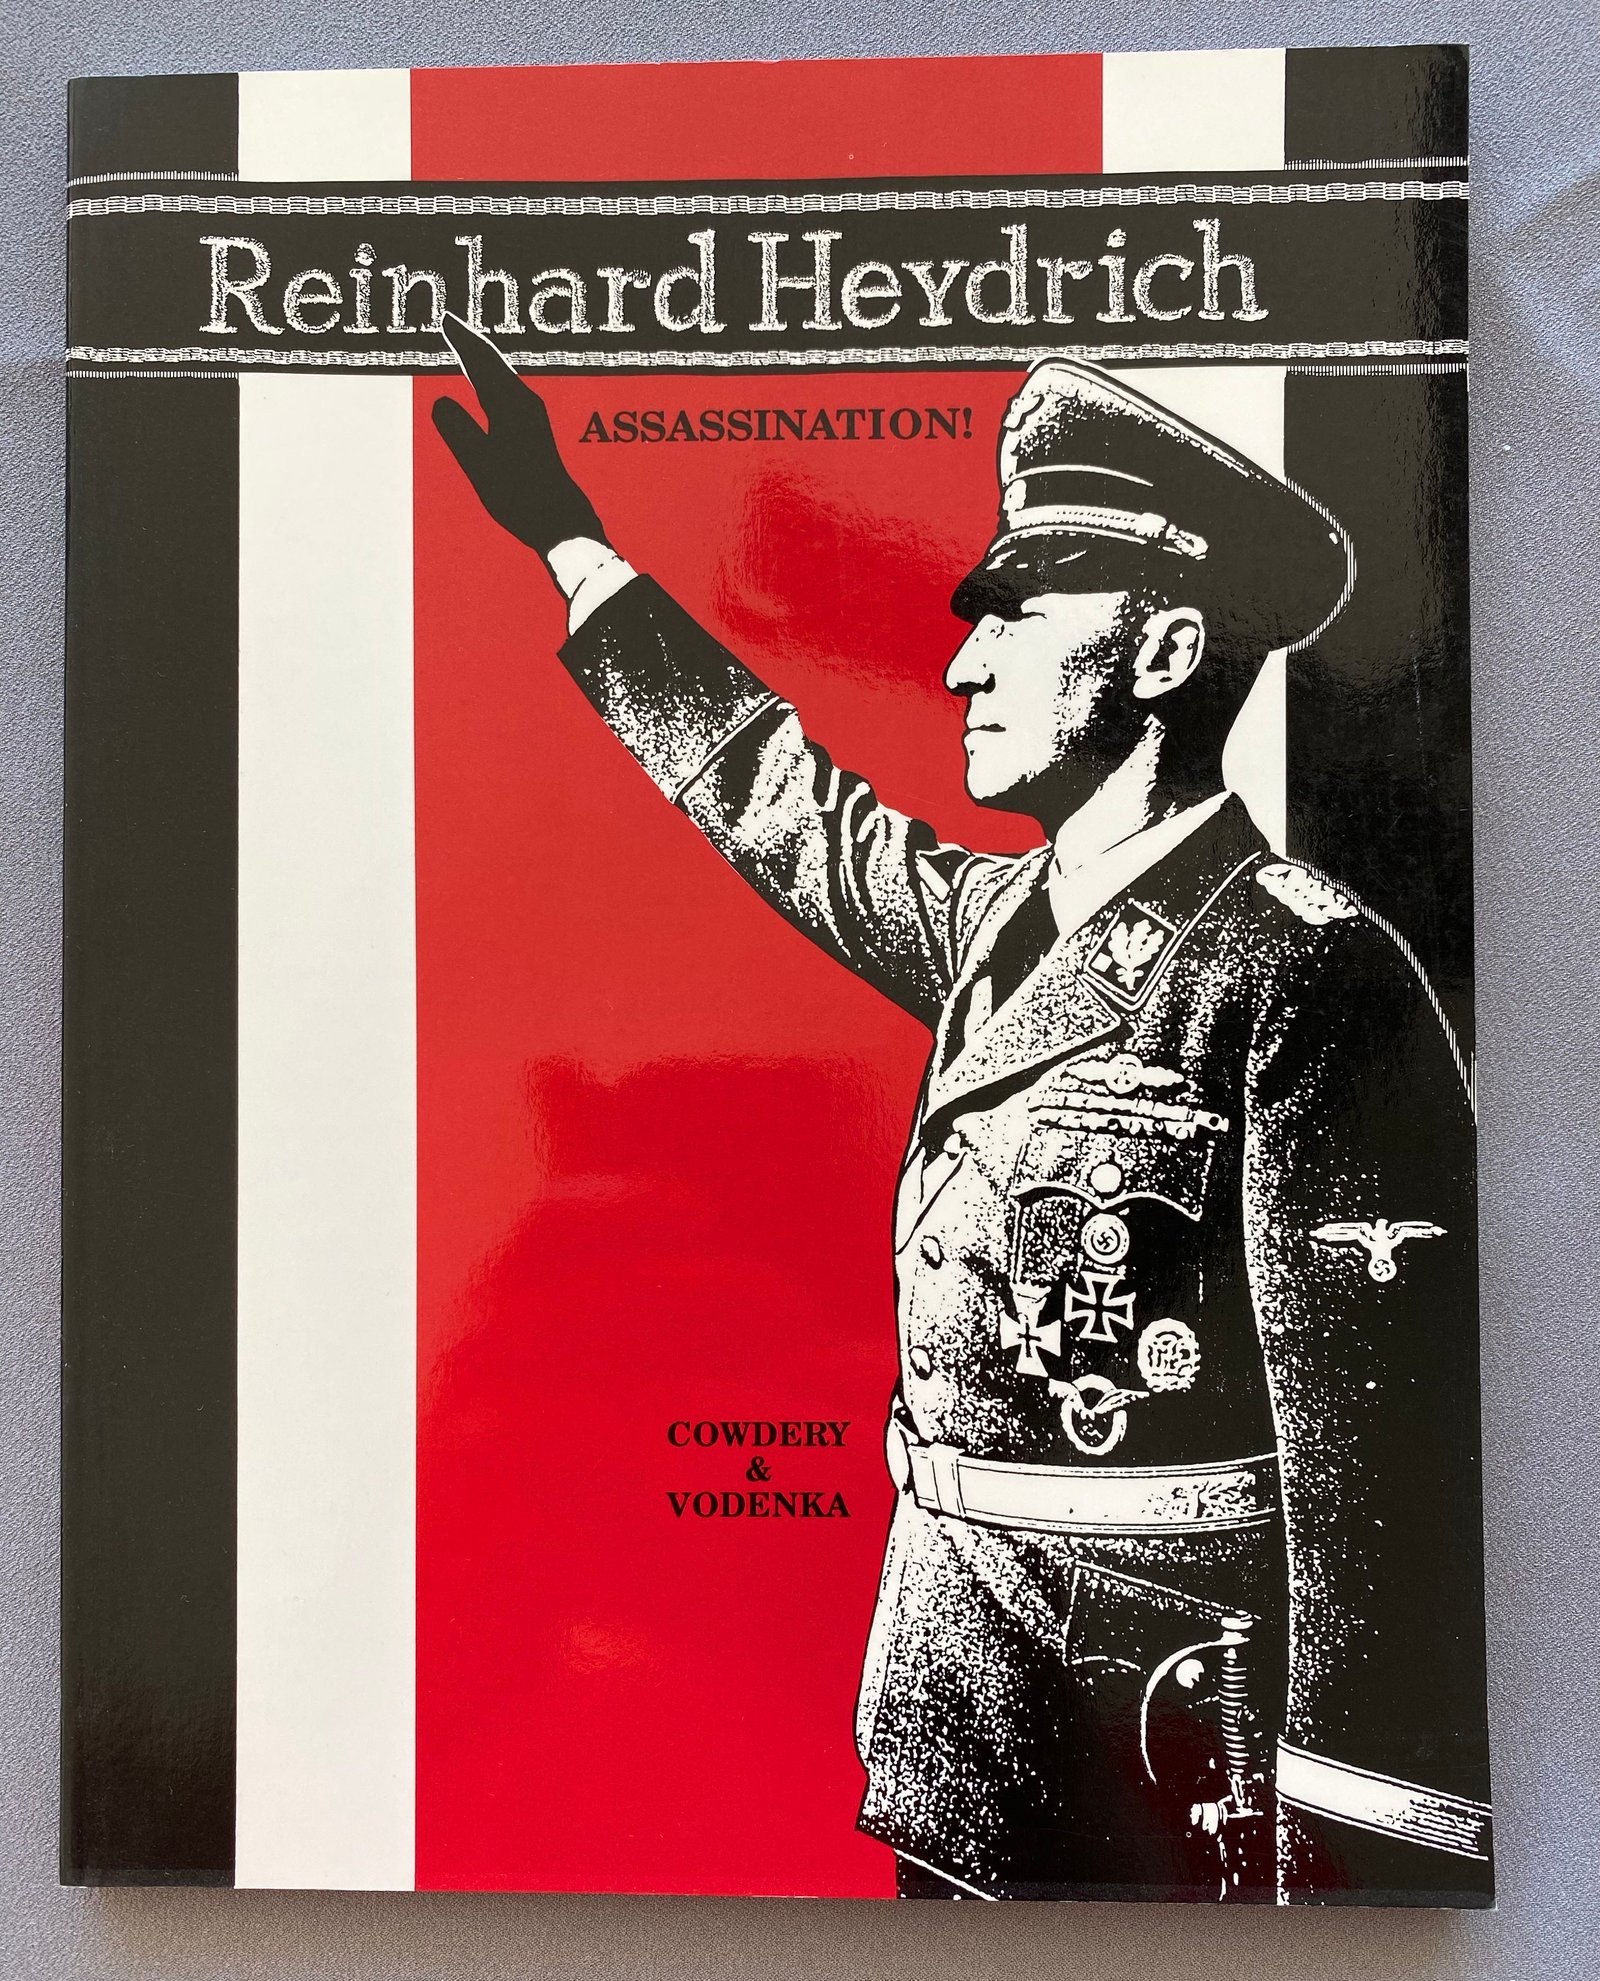 Reinhard Heydrich
ASSASSINATION!
COWDERY
&
VODENKA